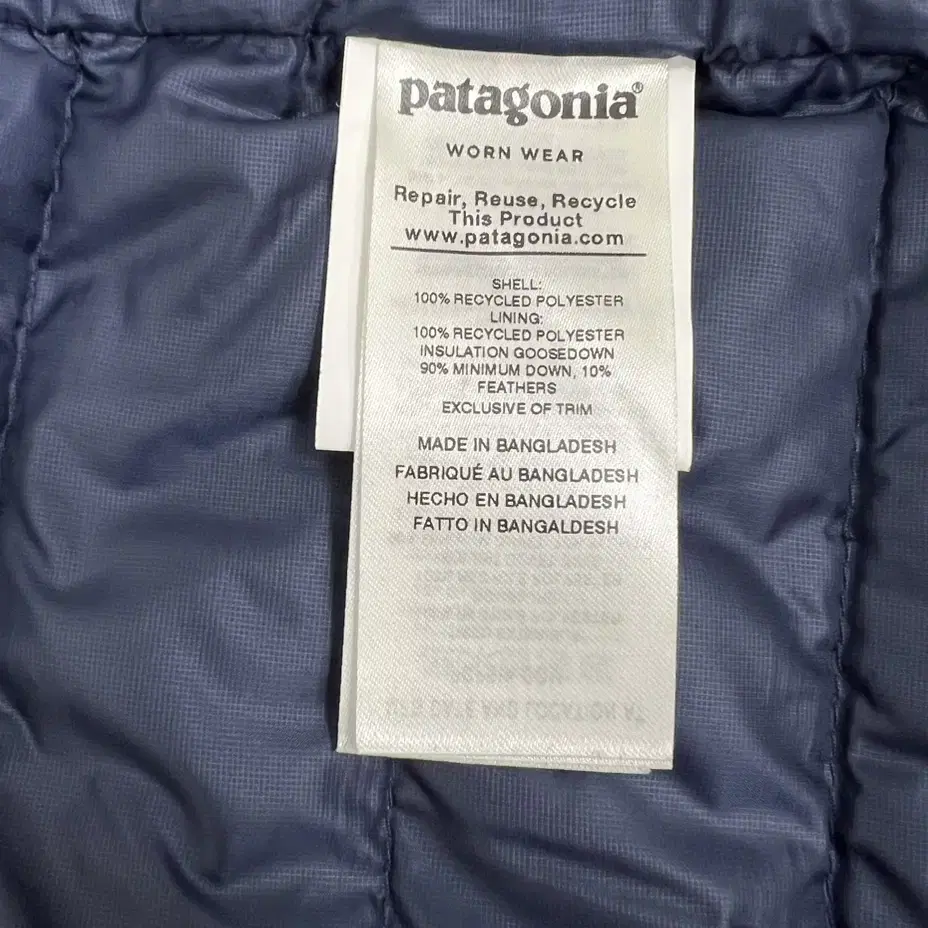 patagonia®
WORN WEAR
Repair, Reuse, Recycle
This Product
www.patagonia.com
SHELL:
100% RECYCLED POLYESTER
LINING:
100% RECYCLED POLYESTER
INSULATION GOOSEDOWN
90% MINIMUM DOWN, 10%
FEATHERS
EXCLUSIVE OF TRIM
MADE IN BANGLADESH
FABRIQUÉ AU BANGLADESH
HECHO EN BANGLADESH
FATTO IN BANGALDESH